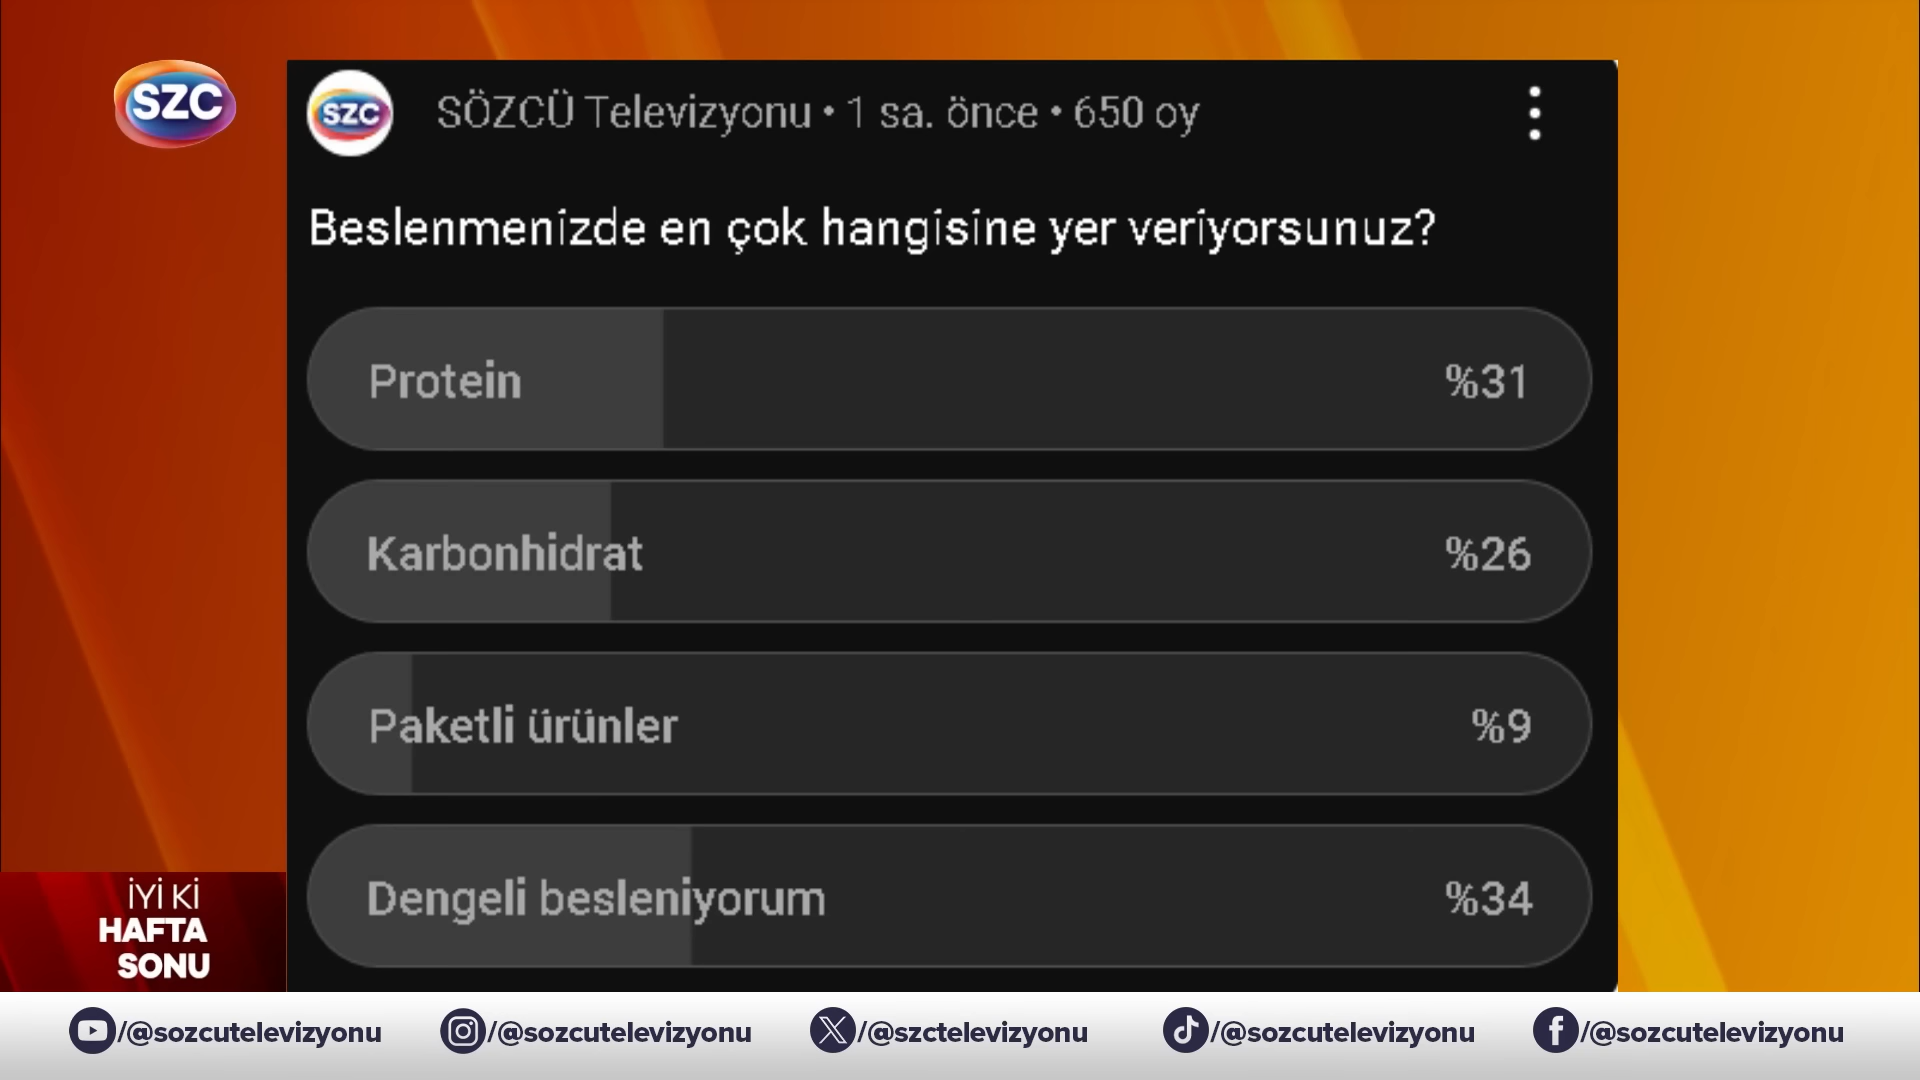 SZC
SZC
SÖZCÜ Televizyonu • 1 sa. önce • 650 oy
Beslenmenizde en çok hangisine yer veriyorsunuz?
Protein %31
Karbonhidrat %26
Paketli ürünler %9
Dengeli besleniyorum %34
İYİ Kİ
HAFTA
SONU
/@sozcutelevizyonu /@sozcutelevizyonu /@szctelevizyonu /@sozcutelevizyonu /@sozcutelevizyonu